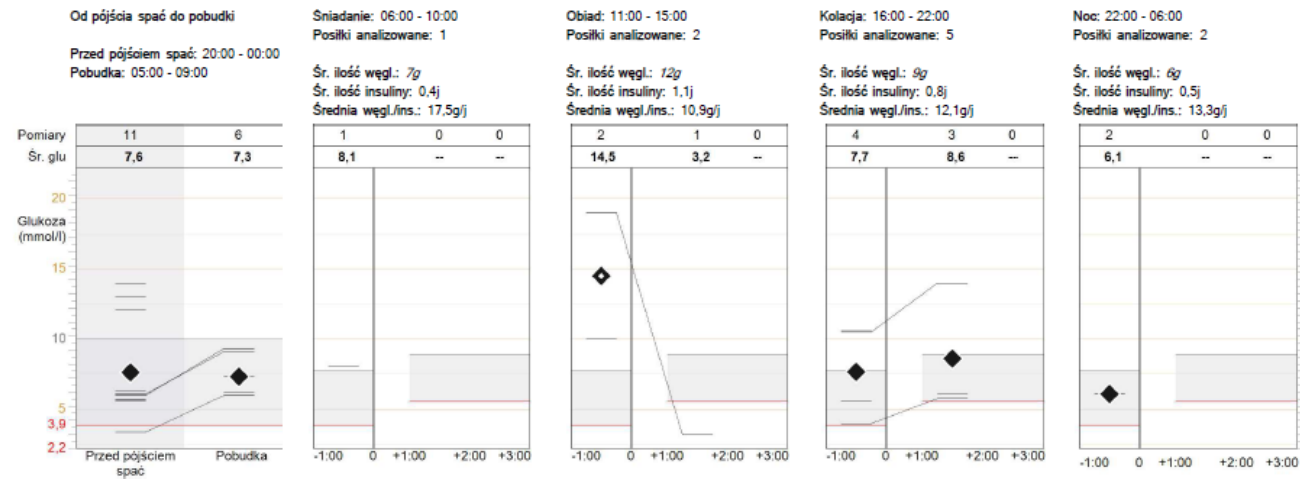 Od pójścia spać do pobudki
Przed pójściem spać: 20:00 - 00:00
Pobudka: 05:00 - 09:00
Śniadanie: 06:00 - 10:00
Posiłki analizowane: 1
Śr. ilość węgl.: 7g
Śr. ilość insuliny: 0,4j
Średnia węgl./ins.: 17,5g/j
Obiad: 11:00 - 15:00
Posiłki analizowane: 2
Śr. ilość węgl.: 12g
Śr. ilość insuliny: 1,1j
Średnia węgl./ins.: 10,9g/j
Kolacja: 16:00 - 22:00
Posiłki analizowane: 5
Śr. ilość węgl.: 9g
Śr. ilość insuliny: 0,8j
Średnia węgl./ins.: 12,1g/j
Noc: 22:00 - 06:00
Posiłki analizowane: 2
Śr. ilość węgl.: 6g
Śr. ilość insuliny: 0,5j
Średnia węgl./ins.: 13,3g/j
Pomiary 11 6 1 0 0 2 1 0 4 3 0 2 0 0
Śr. glu 7,6 7,3 8,1 -- -- 14,5 3,2 -- 7,7 8,6 -- 6,1 -- --
20
Glukoza
(mmol/l)
15
10
5
3,9
2,2
Przed pójściem
spać
Pobudka
-1:00 0 +1:00 +2:00 +3:00
-1:00 0 +1:00 +2:00 +3:00
-1:00 0 +1:00 +2:00 +3:00
-1:00 0 +1:00 +2:00 +3:00